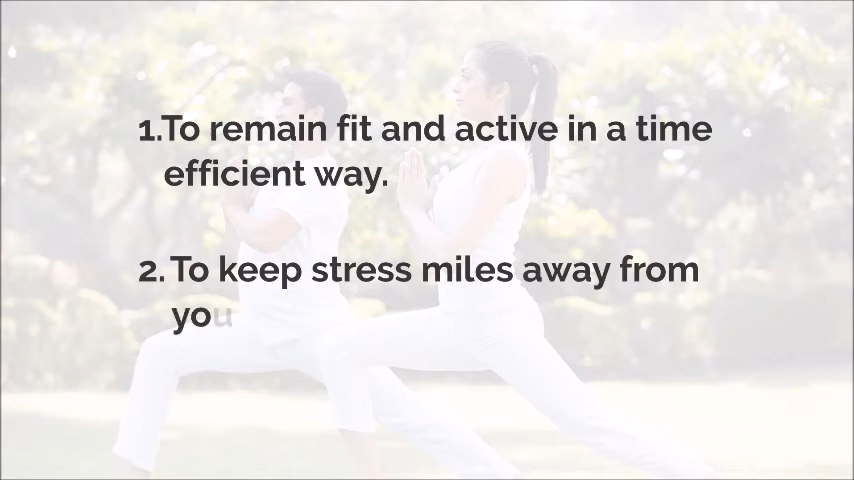 1.To remain fit and active in a time
efficient way.
2. To keep stress miles away from
you